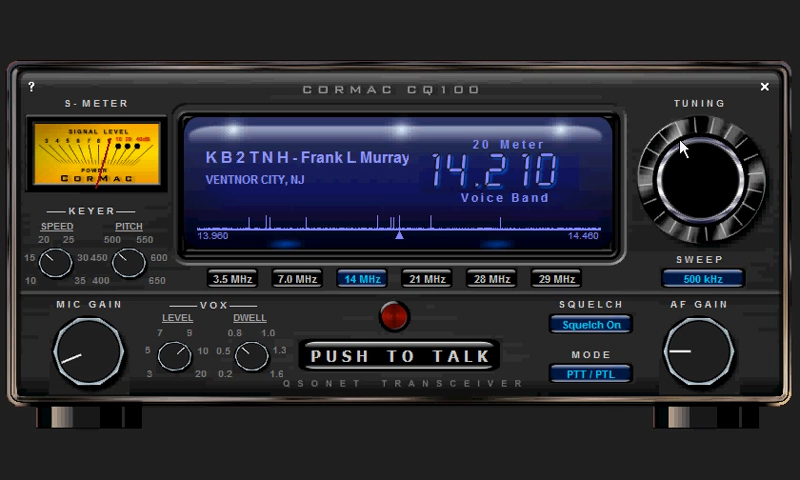 ?
CORMAC CQ100
×
S- METER
SIGNAL LEVEL
POWER
CORMAC
KB2TNH - Frank L Murray
VENTNOR CITY, NJ
20 Meter
14.210
Voice Band
13.960
14.460
TUNING
KEYER
SPEED
PITCH
20 25
15 30
10 35
500 550
450 600
400 650
3.5 MHz
7.0 MHz
14 MHz
21 MHz
28 MHz
29 MHz
SWEEP
500 kHz
MIC GAIN
VOX
LEVEL
DWELL
7 9
5 10
3 20
0.8 1.0
0.5 1.3
0.2 1.6
PUSH TO TALK
QSONET TRANSCEIVER
SQUELCH
Squelch On
MODE
PTT / PTL
AF GAIN